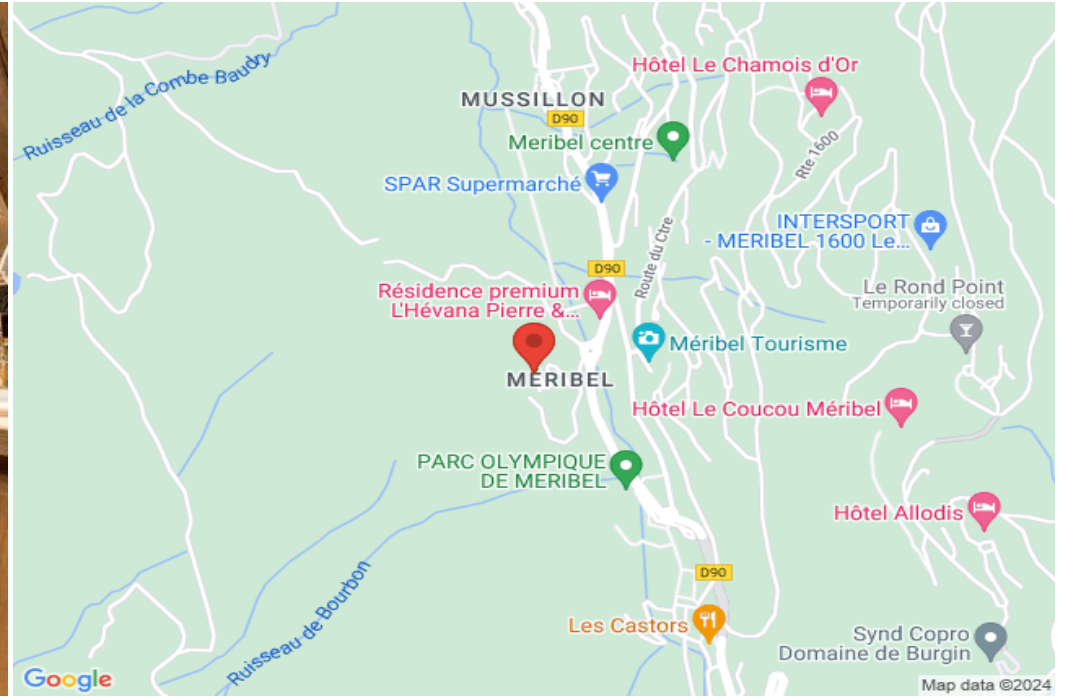 Hôtel Le Chamois d'Or
Ruisseau de la Combe Baudry
MUSSILLON
D90
Meribel centre
Rte 1600
SPAR Supermarché
INTERSPORT
- MERIBEL 1600 Le...
Route du Ctre
D90
Résidence premium
L'Hévana Pierre &...
Le Rond Point
Temporarily closed
Méribel Tourisme
MÉRIBEL
Hôtel Le Coucou Méribel
PARC OLYMPIQUE
DE MERIBEL
Hôtel Allodis
D90
Ruisseau de Bourbon
Les Castors
Synd Copro
Domaine de Burgin
Google
Map data ©2024